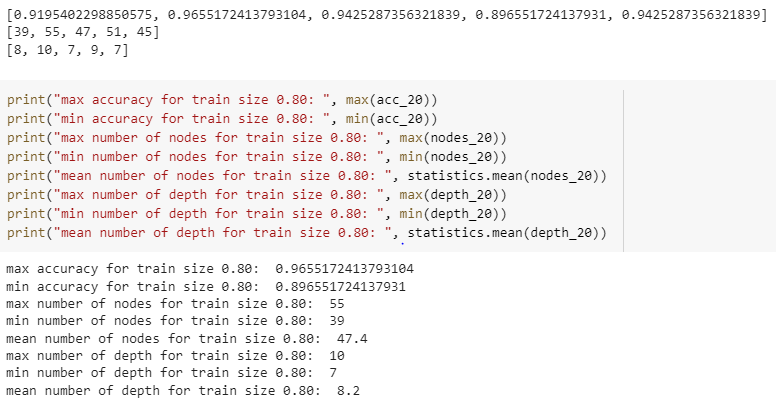 [0.9195402298850575, 0.9655172413793104, 0.9425287356321839, 0.896551724137931, 0.9425287356321839]
[39, 55, 47, 51, 45]
[8, 10, 7, 9, 7]
print("max accuracy for train size 0.80: ", max(acc_20))
print("min accuracy for train size 0.80: ", min(acc_20))
print("max number of nodes for train size 0.80: ", max(nodes_20))
print("min number of nodes for train size 0.80: ", min(nodes_20))
print("mean number of nodes for train size 0.80: ", statistics.mean(nodes_20))
print("max number of depth for train size 0.80: ", max(depth_20))
print("min number of depth for train size 0.80: ", min(depth_20))
print("mean number of depth for train size 0.80: ", statistics.mean(depth_20))
max accuracy for train size 0.80:  0.9655172413793104
min accuracy for train size 0.80:  0.896551724137931
max number of nodes for train size 0.80:  55
min number of nodes for train size 0.80:  39
mean number of nodes for train size 0.80:  47.4
max number of depth for train size 0.80:  10
min number of depth for train size 0.80:  7
mean number of depth for train size 0.80:  8.2